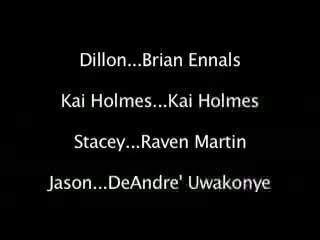 Dillon...Brian Ennals
Kai Holmes...Kai Holmes
Stacey...Raven Martin
Jason...DeAndre' Uwakonye